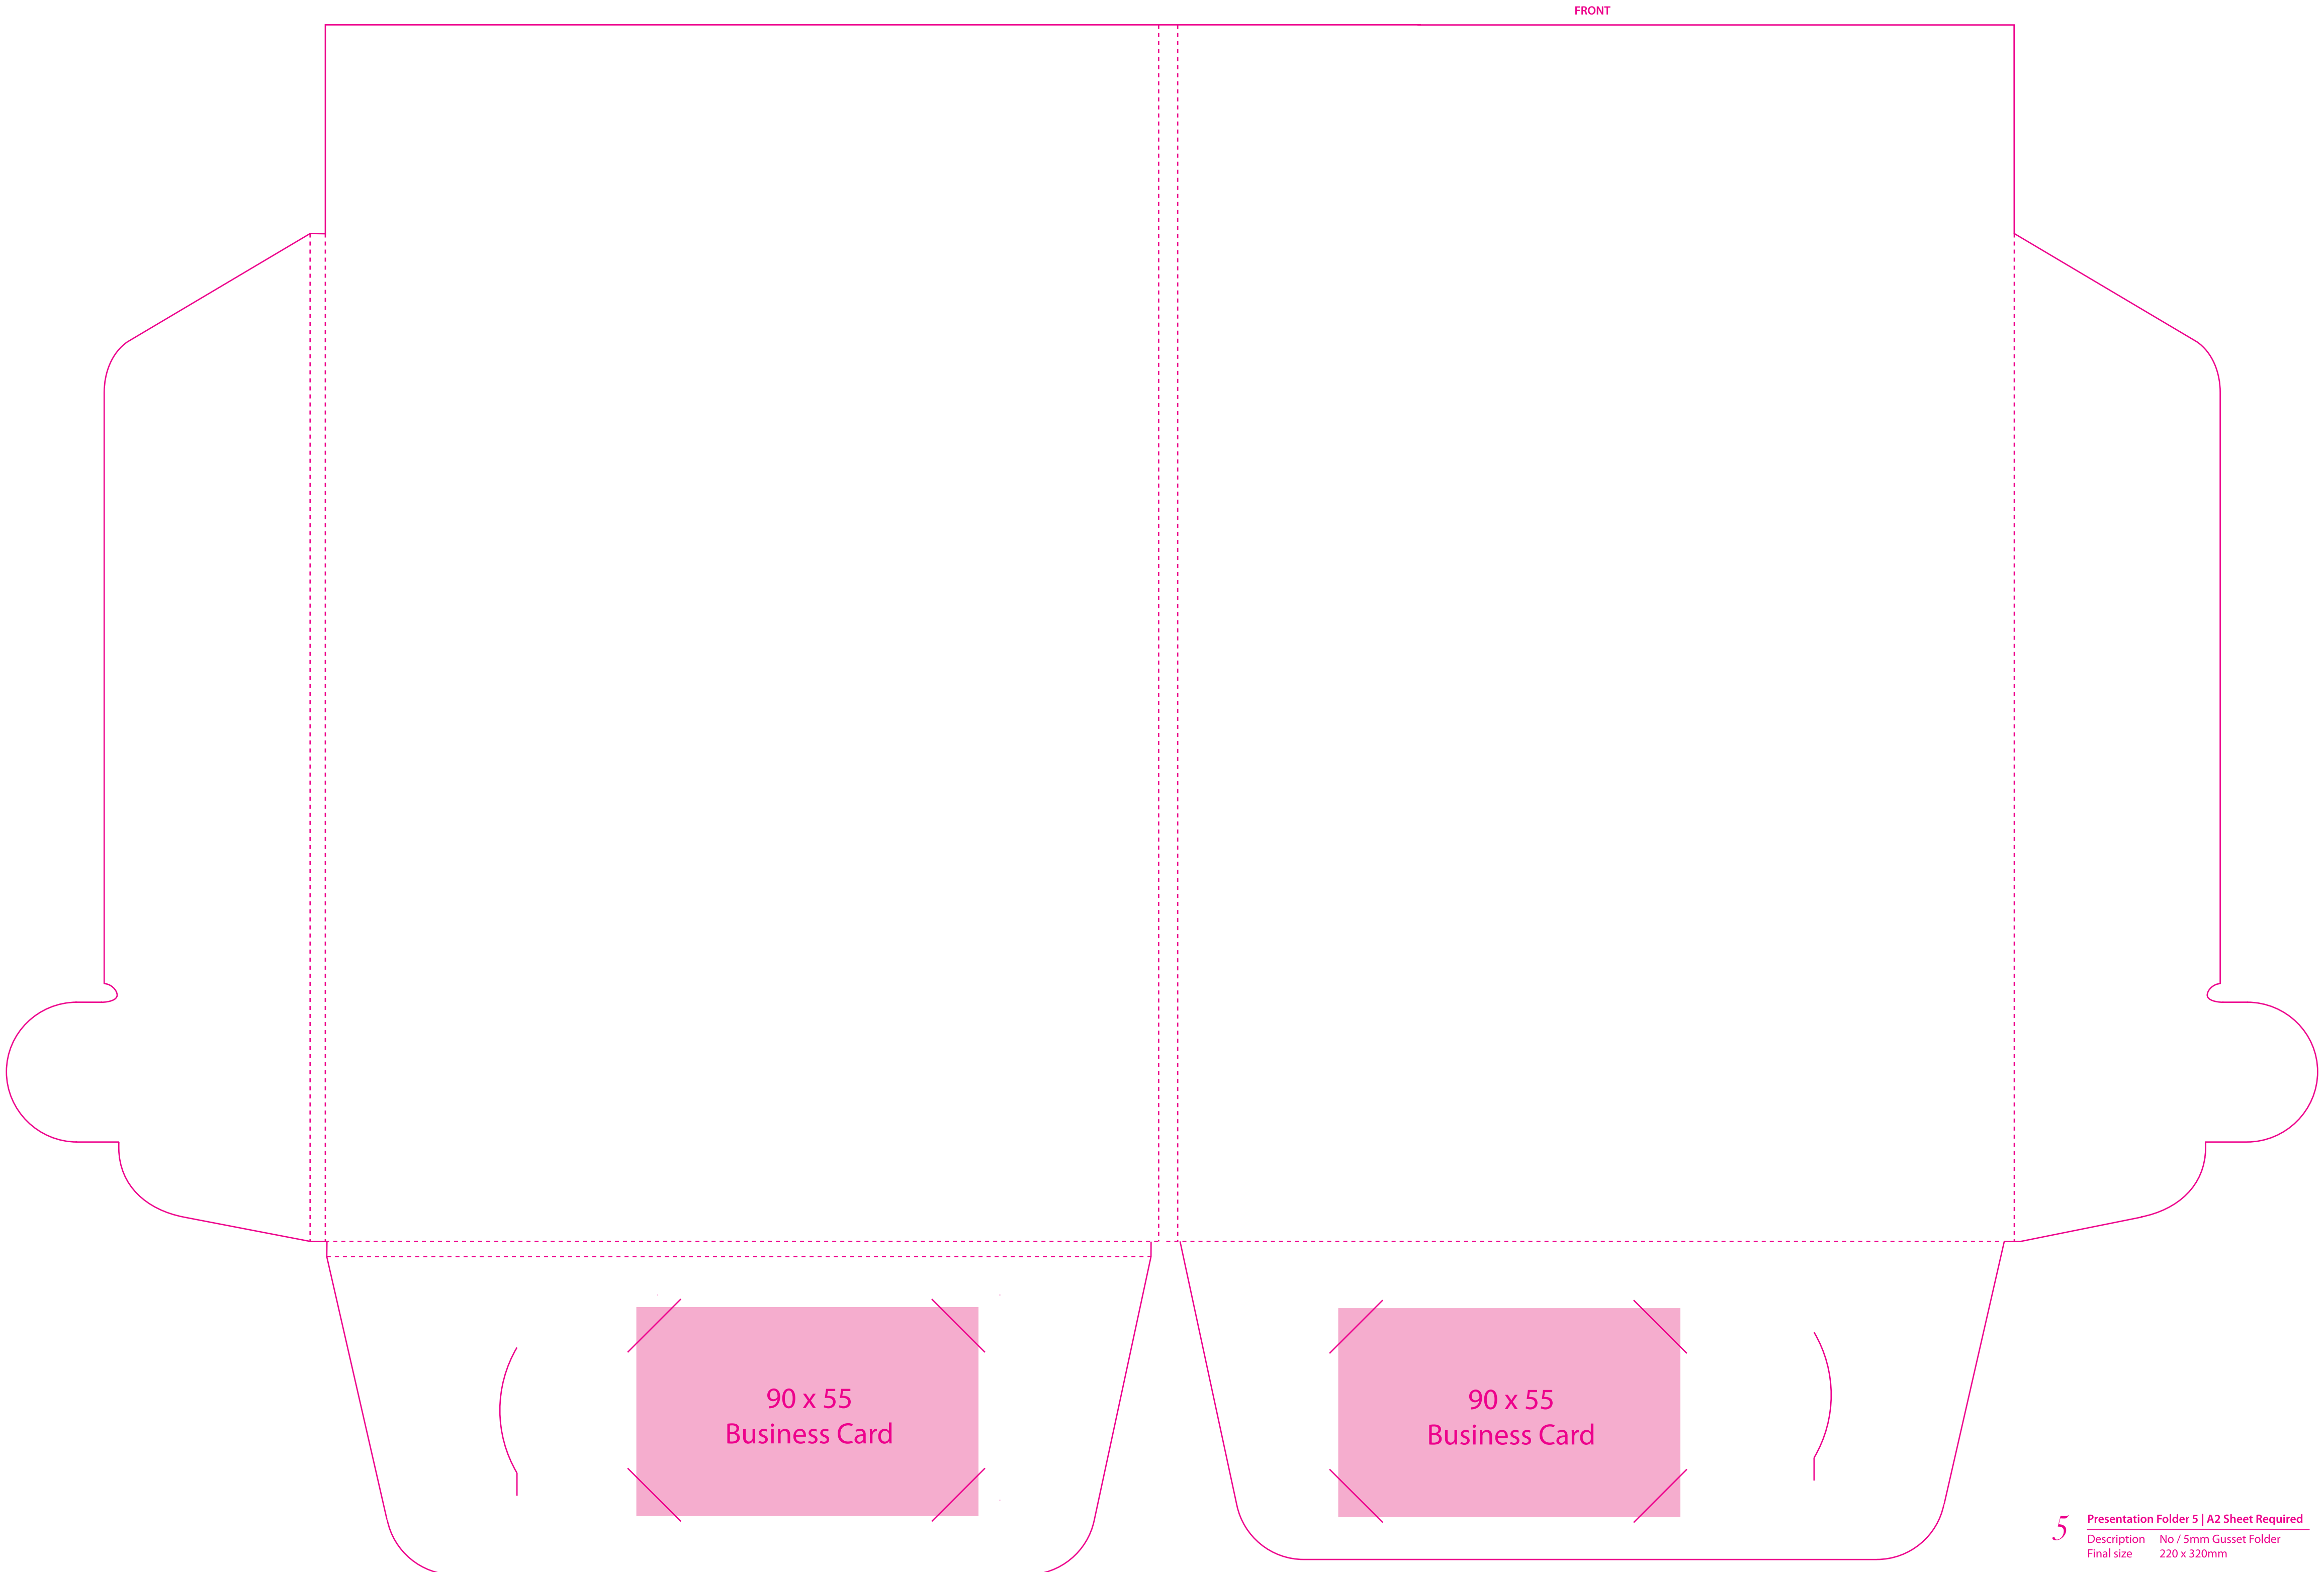 FRONT
90 x 55
Business Card
90 x 55
Business Card
5
Presentation Folder 5 | A2 Sheet Required
Description No / 5mm Gusset Folder
Final size 220 x 320mm